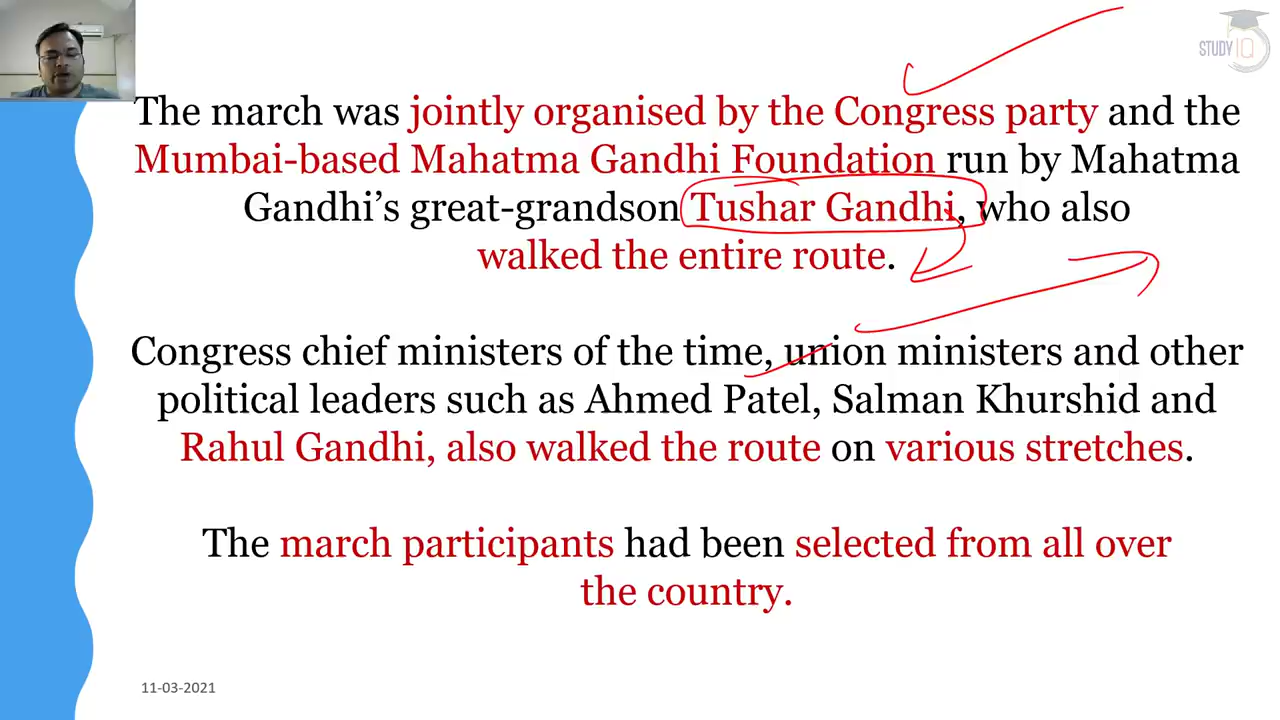 STUDY IQ
The march was jointly organised by the Congress party and the
Mumbai-based Mahatma Gandhi Foundation run by Mahatma
Gandhi’s great-grandson Tushar Gandhi, who also
walked the entire route.
Congress chief ministers of the time, union ministers and other
political leaders such as Ahmed Patel, Salman Khurshid and
Rahul Gandhi, also walked the route on various stretches.
The march participants had been selected from all over
the country.
11-03-2021